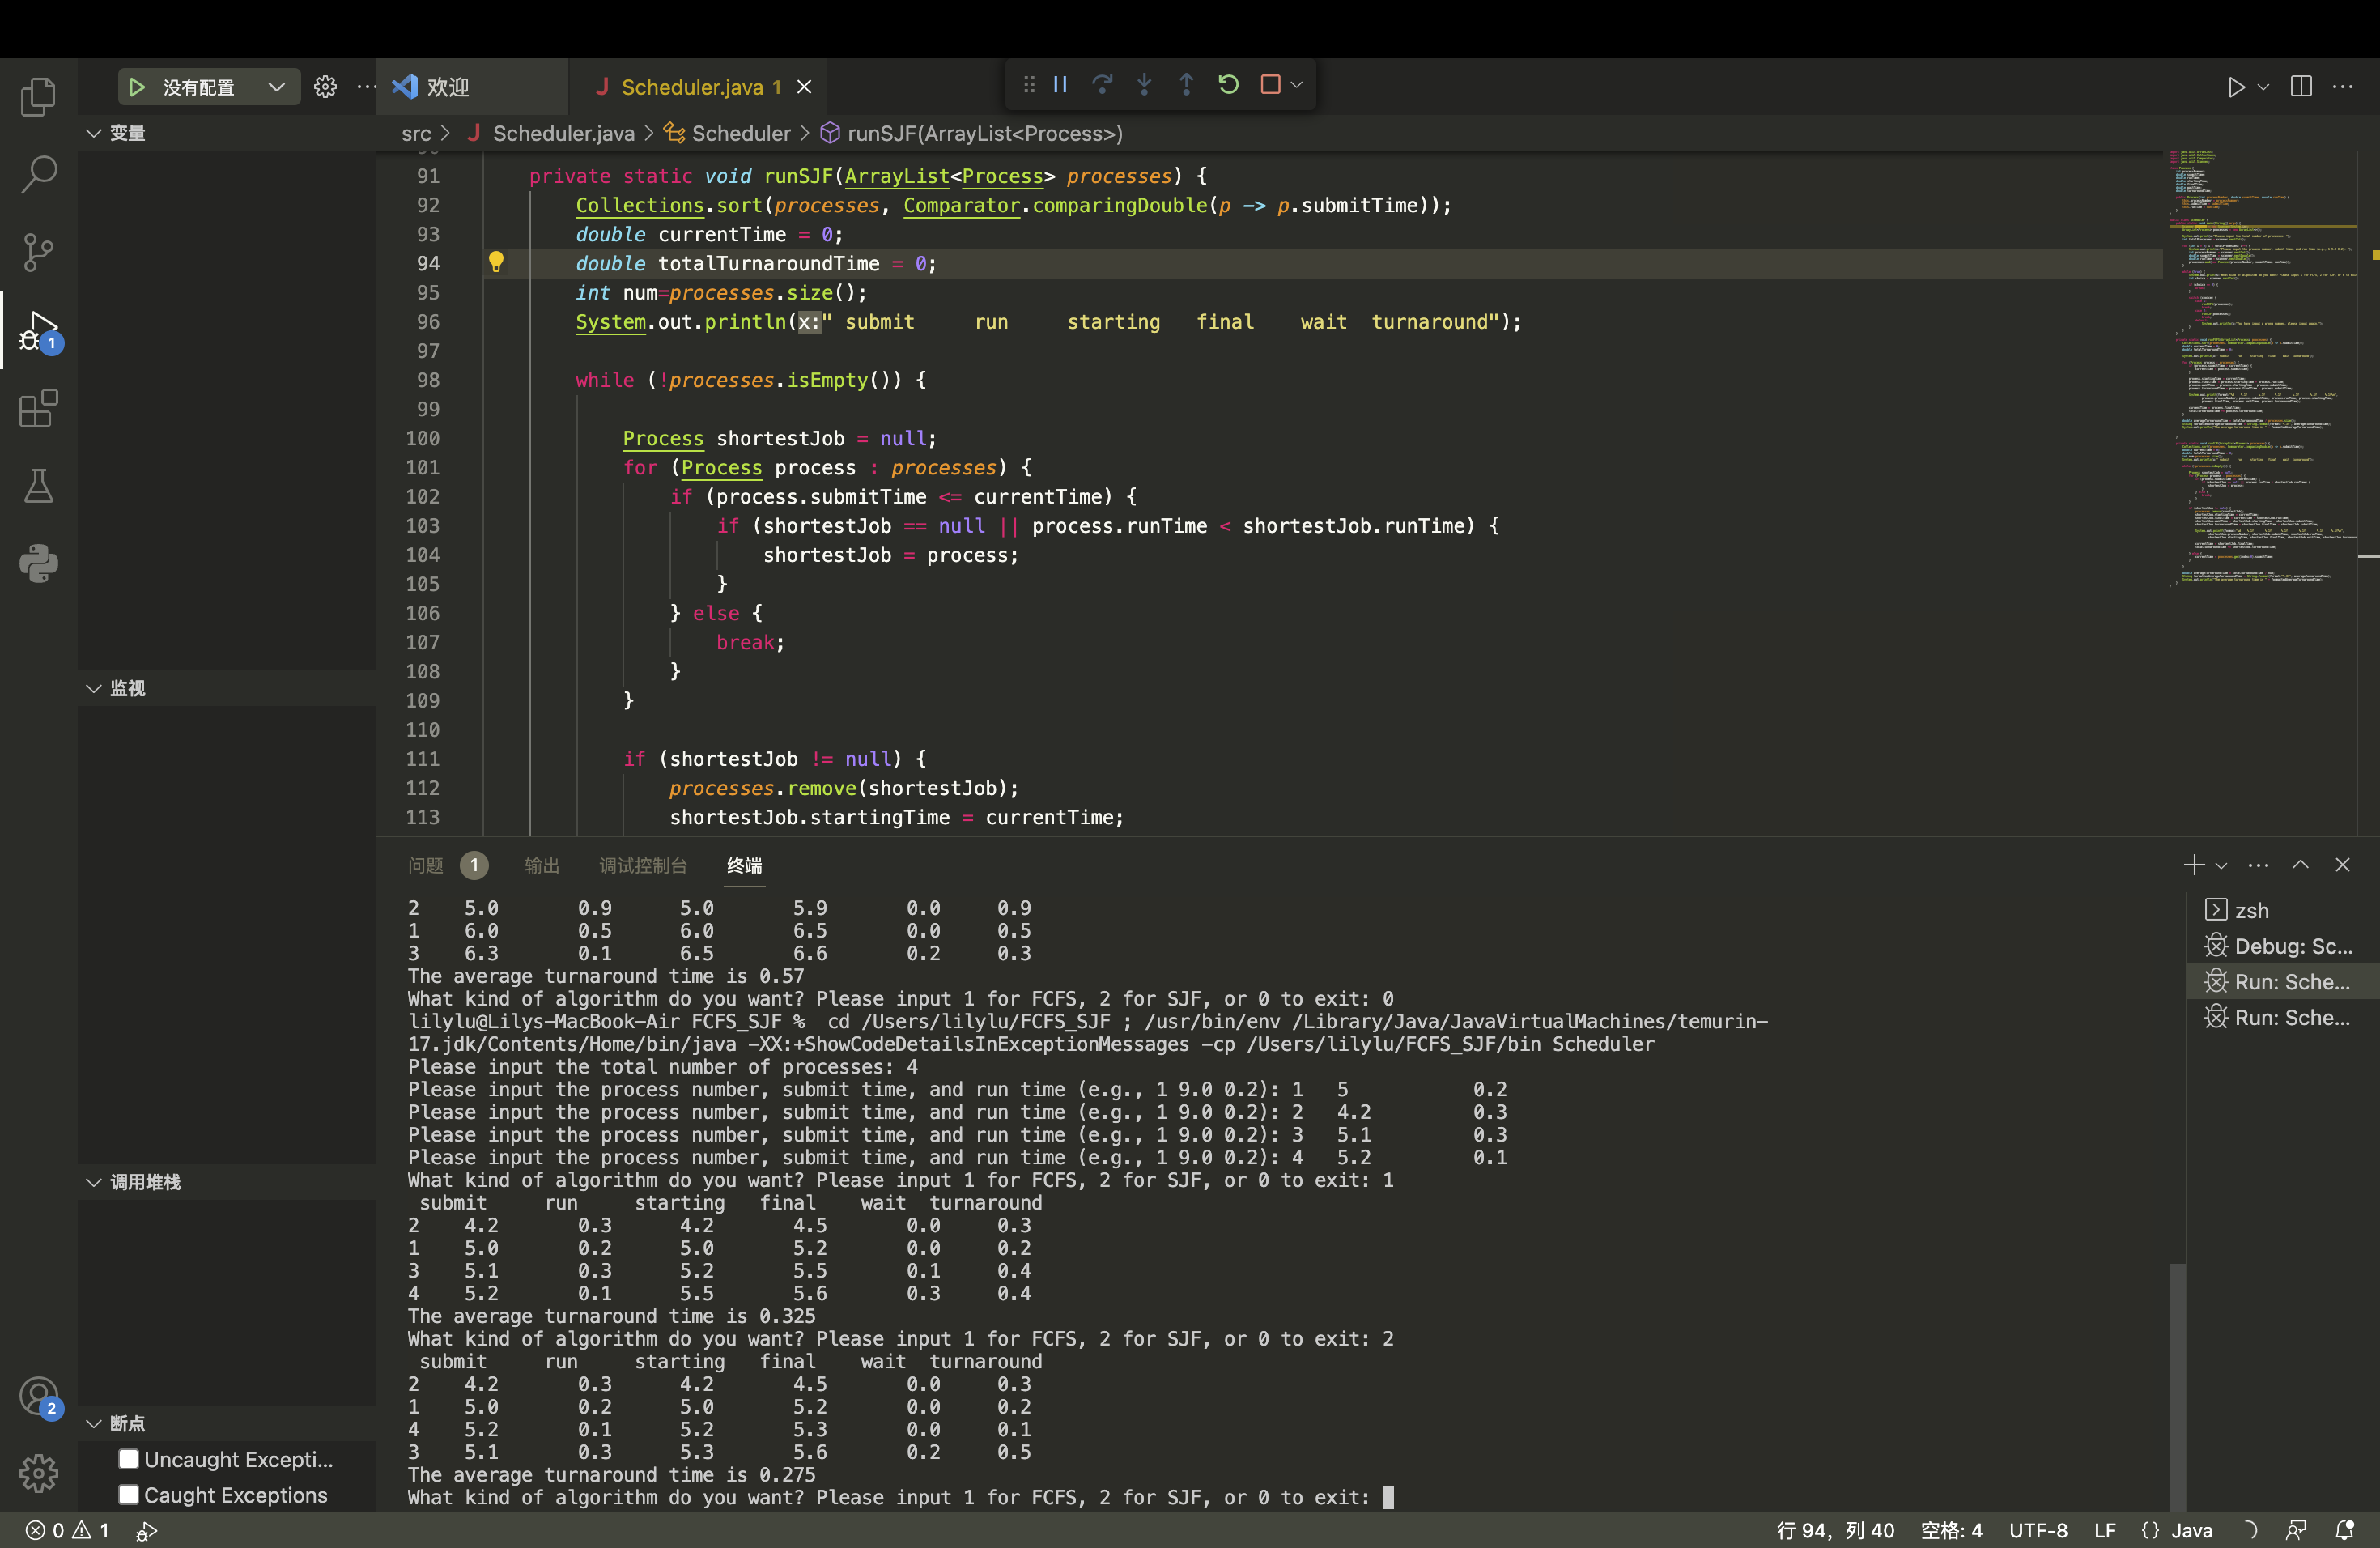 没有配置
欢迎
Scheduler.java 1
变量
src > Scheduler.java > Scheduler > runSJF(ArrayList<Process>)
91 private static void runSJF(ArrayList<Process> processes) {
92 Collections.sort(processes, Comparator.comparingDouble(p -> p.submitTime));
93 double currentTime = 0;
94 double totalTurnaroundTime = 0;
95 int num=processes.size();
96 System.out.println(x:" submit     run     starting   final    wait  turnaround");
97
98 while (!processes.isEmpty()) {
99
100 Process shortestJob = null;
101 for (Process process : processes) {
102 if (process.submitTime <= currentTime) {
103 if (shortestJob == null || process.runTime < shortestJob.runTime) {
104 shortestJob = process;
105 }
106 } else {
107 break;
108 }
109 }
110
111 if (shortestJob != null) {
112 processes.remove(shortestJob);
113 shortestJob.startingTime = currentTime;
1
监视
调用堆栈
断点
Uncaught Excepti...
Caught Exceptions
2
问题 1 输出 调试控制台 终端
2    5.0       0.9      5.0       5.9       0.0     0.9
1    6.0       0.5      6.0       6.5       0.0     0.5
3    6.3       0.1      6.5       6.6       0.2     0.3
The average turnaround time is 0.57
What kind of algorithm do you want? Please input 1 for FCFS, 2 for SJF, or 0 to exit: 0
lilylu@Lilys-MacBook-Air FCFS_SJF %  cd /Users/lilylu/FCFS_SJF ; /usr/bin/env /Library/Java/JavaVirtualMachines/temurin-
17.jdk/Contents/Home/bin/java -XX:+ShowCodeDetailsInExceptionMessages -cp /Users/lilylu/FCFS_SJF/bin Scheduler
Please input the total number of processes: 4
Please input the process number, submit time, and run time (e.g., 1 9.0 0.2): 1   5           0.2
Please input the process number, submit time, and run time (e.g., 1 9.0 0.2): 2   4.2         0.3
Please input the process number, submit time, and run time (e.g., 1 9.0 0.2): 3   5.1         0.3
Please input the process number, submit time, and run time (e.g., 1 9.0 0.2): 4   5.2         0.1
What kind of algorithm do you want? Please input 1 for FCFS, 2 for SJF, or 0 to exit: 1
submit     run     starting   final    wait  turnaround
2    4.2       0.3      4.2       4.5       0.0     0.3
1    5.0       0.2      5.0       5.2       0.0     0.2
3    5.1       0.3      5.2       5.5       0.1     0.4
4    5.2       0.1      5.5       5.6       0.3     0.4
The average turnaround time is 0.325
What kind of algorithm do you want? Please input 1 for FCFS, 2 for SJF, or 0 to exit: 2
submit     run     starting   final    wait  turnaround
2    4.2       0.3      4.2       4.5       0.0     0.3
1    5.0       0.2      5.0       5.2       0.0     0.2
4    5.2       0.1      5.2       5.3       0.0     0.1
3    5.1       0.3      5.3       5.6       0.2     0.5
The average turnaround time is 0.275
What kind of algorithm do you want? Please input 1 for FCFS, 2 for SJF, or 0 to exit:
zsh
Debug: Sc...
Run: Sche...
Run: Sche...
0 1
行 94，列 40 空格: 4 UTF-8 LF {} Java